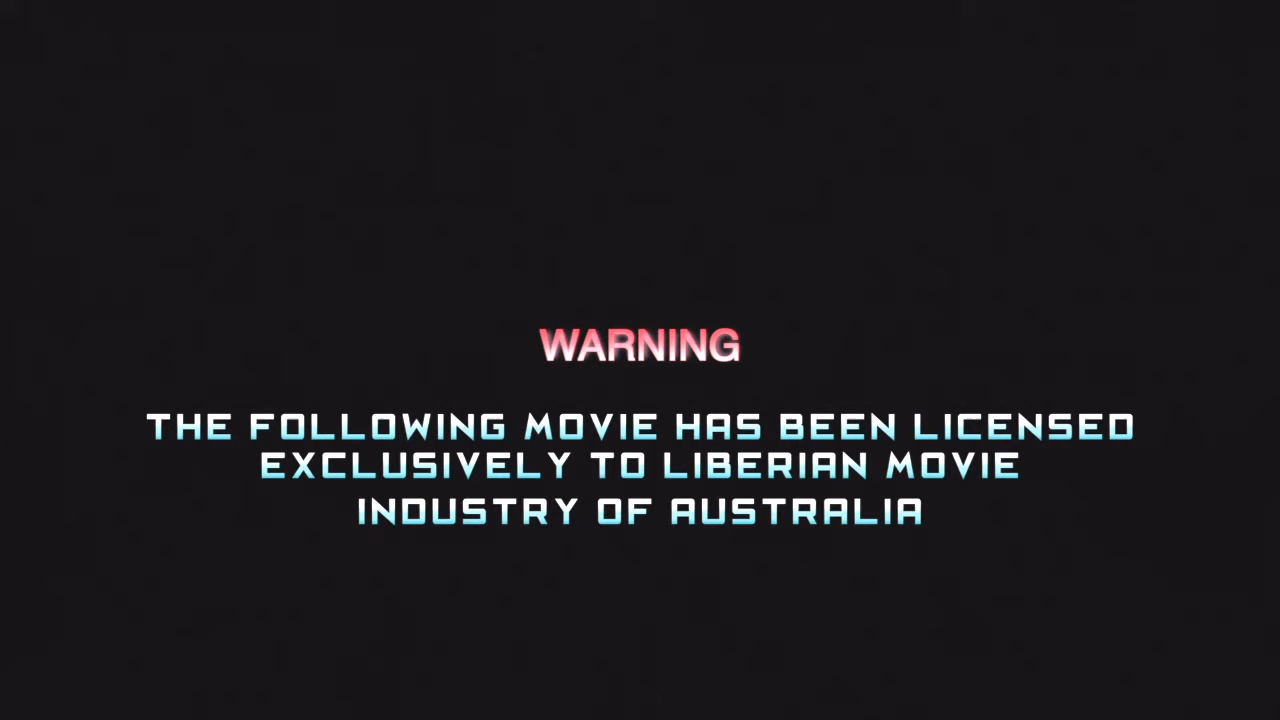 WARNING
THE FOLLOWING MOVIE HAS BEEN LICENSED
EXCLUSIVELY TO LIBERIAN MOVIE
INDUSTRY OF AUSTRALIA